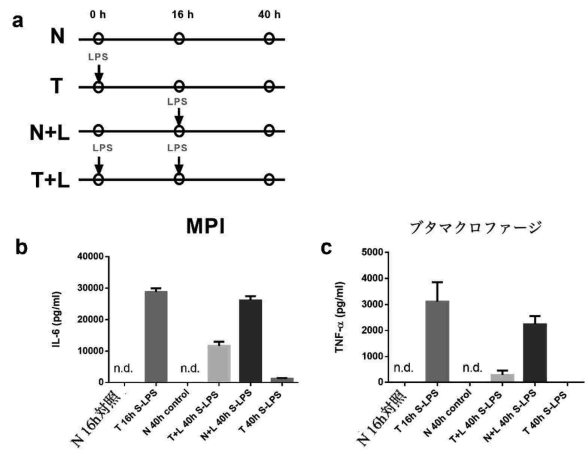 a
0 h 16 h 40 h
N
LPS
T
LPS
N+L
LPS LPS
T+L
MPI
b
IL-6 (pg/ml)
40000
30000
20000
10000
0
n.d.
n.d.
N 16h対照
T 16h S-LPS
N 40h control
T+L 40h S-LPS
N+L 40h S-LPS
T 40h S-LPS
ブタマクロファージ
c
TNF-α (pg/ml)
5000
4000
3000
2000
1000
0
n.d.
n.d.
N 16h対照
T 16h S-LPS
N 40h control
T+L 40h S-LPS
N+L 40h S-LPS
T 40h S-LPS